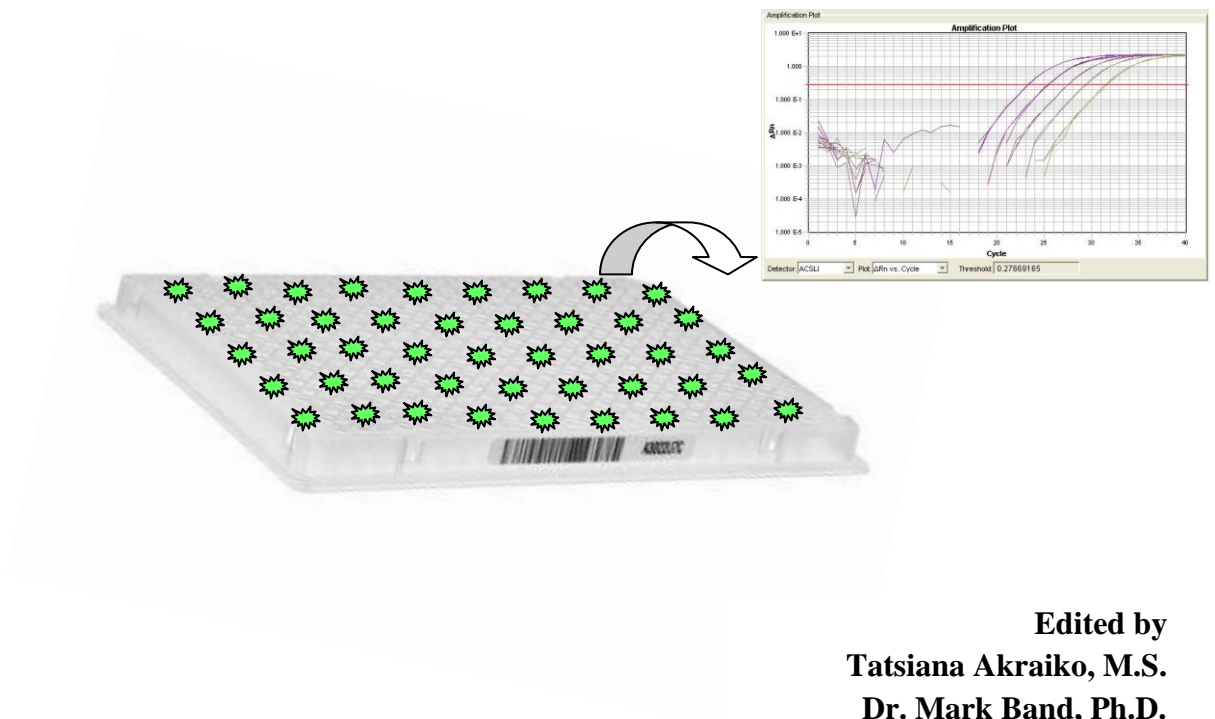 Amplification Plot
Amplification Plot
1.000 E+1
1.000
1.000 E-1
1.000 E-2
1.000 E-3
1.000 E-4
1.000 E-5
ΔRn
0 5 10 15 20 25 30 35 40
Cycle
Detector: ACSLI Plot: ΔRn vs. Cycle Threshold: 0.27669165
Edited by
Tatsiana Akraiko, M.S.
Dr. Mark Band, Ph.D.